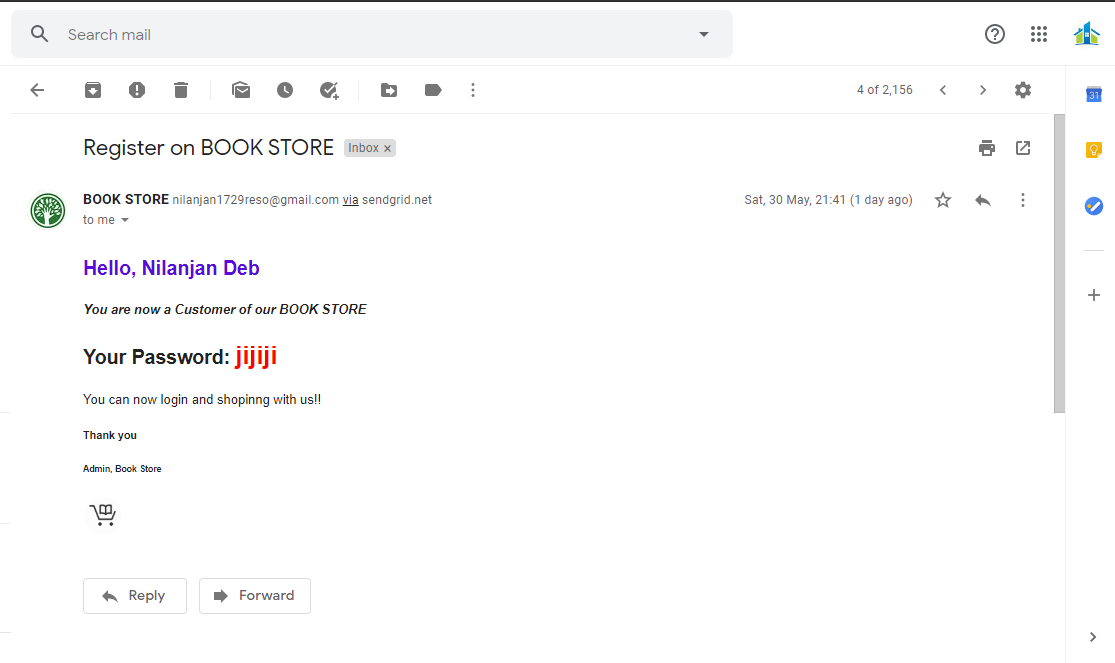 Search mail
4 of 2,156
31
Register on BOOK STORE Inbox ×
BOOK STORE nilanjan1729reso@gmail.com via sendgrid.net Sat, 30 May, 21:41 (1 day ago)
to me
Hello, Nilanjan Deb
You are now a Customer of our BOOK STORE
Your Password: jijiji
You can now login and shopinng with us!!
Thank you
Admin, Book Store
Reply Forward